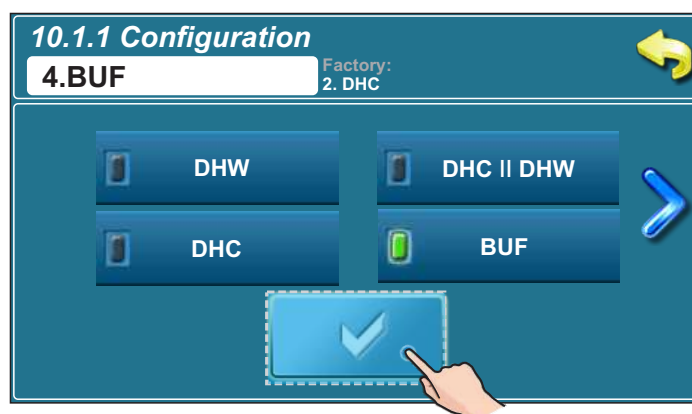 10.1.1 Configuration
4.BUF
Factory:
2. DHC
DHW
DHC II DHW
DHC
BUF